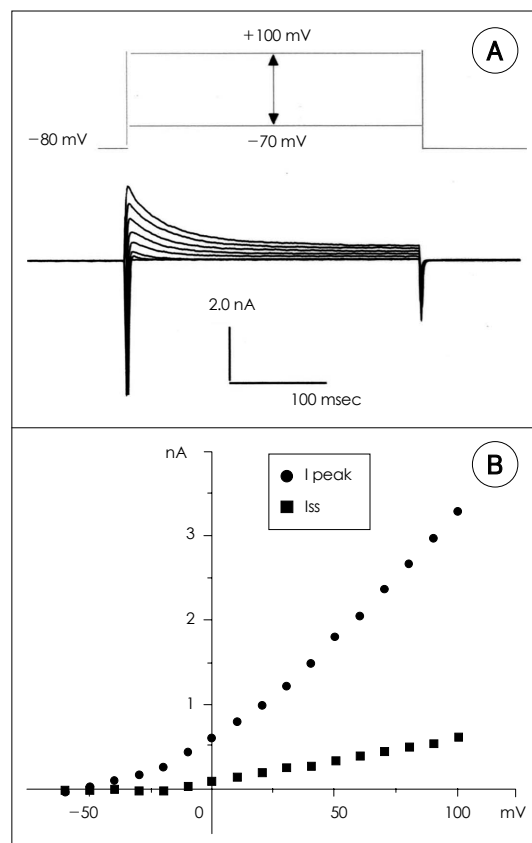 +100 mV
A
−80 mV
−70 mV
2.0 nA
100 msec
B
nA
I peak
Iss
3
2
1
−50
0
50
100
mV